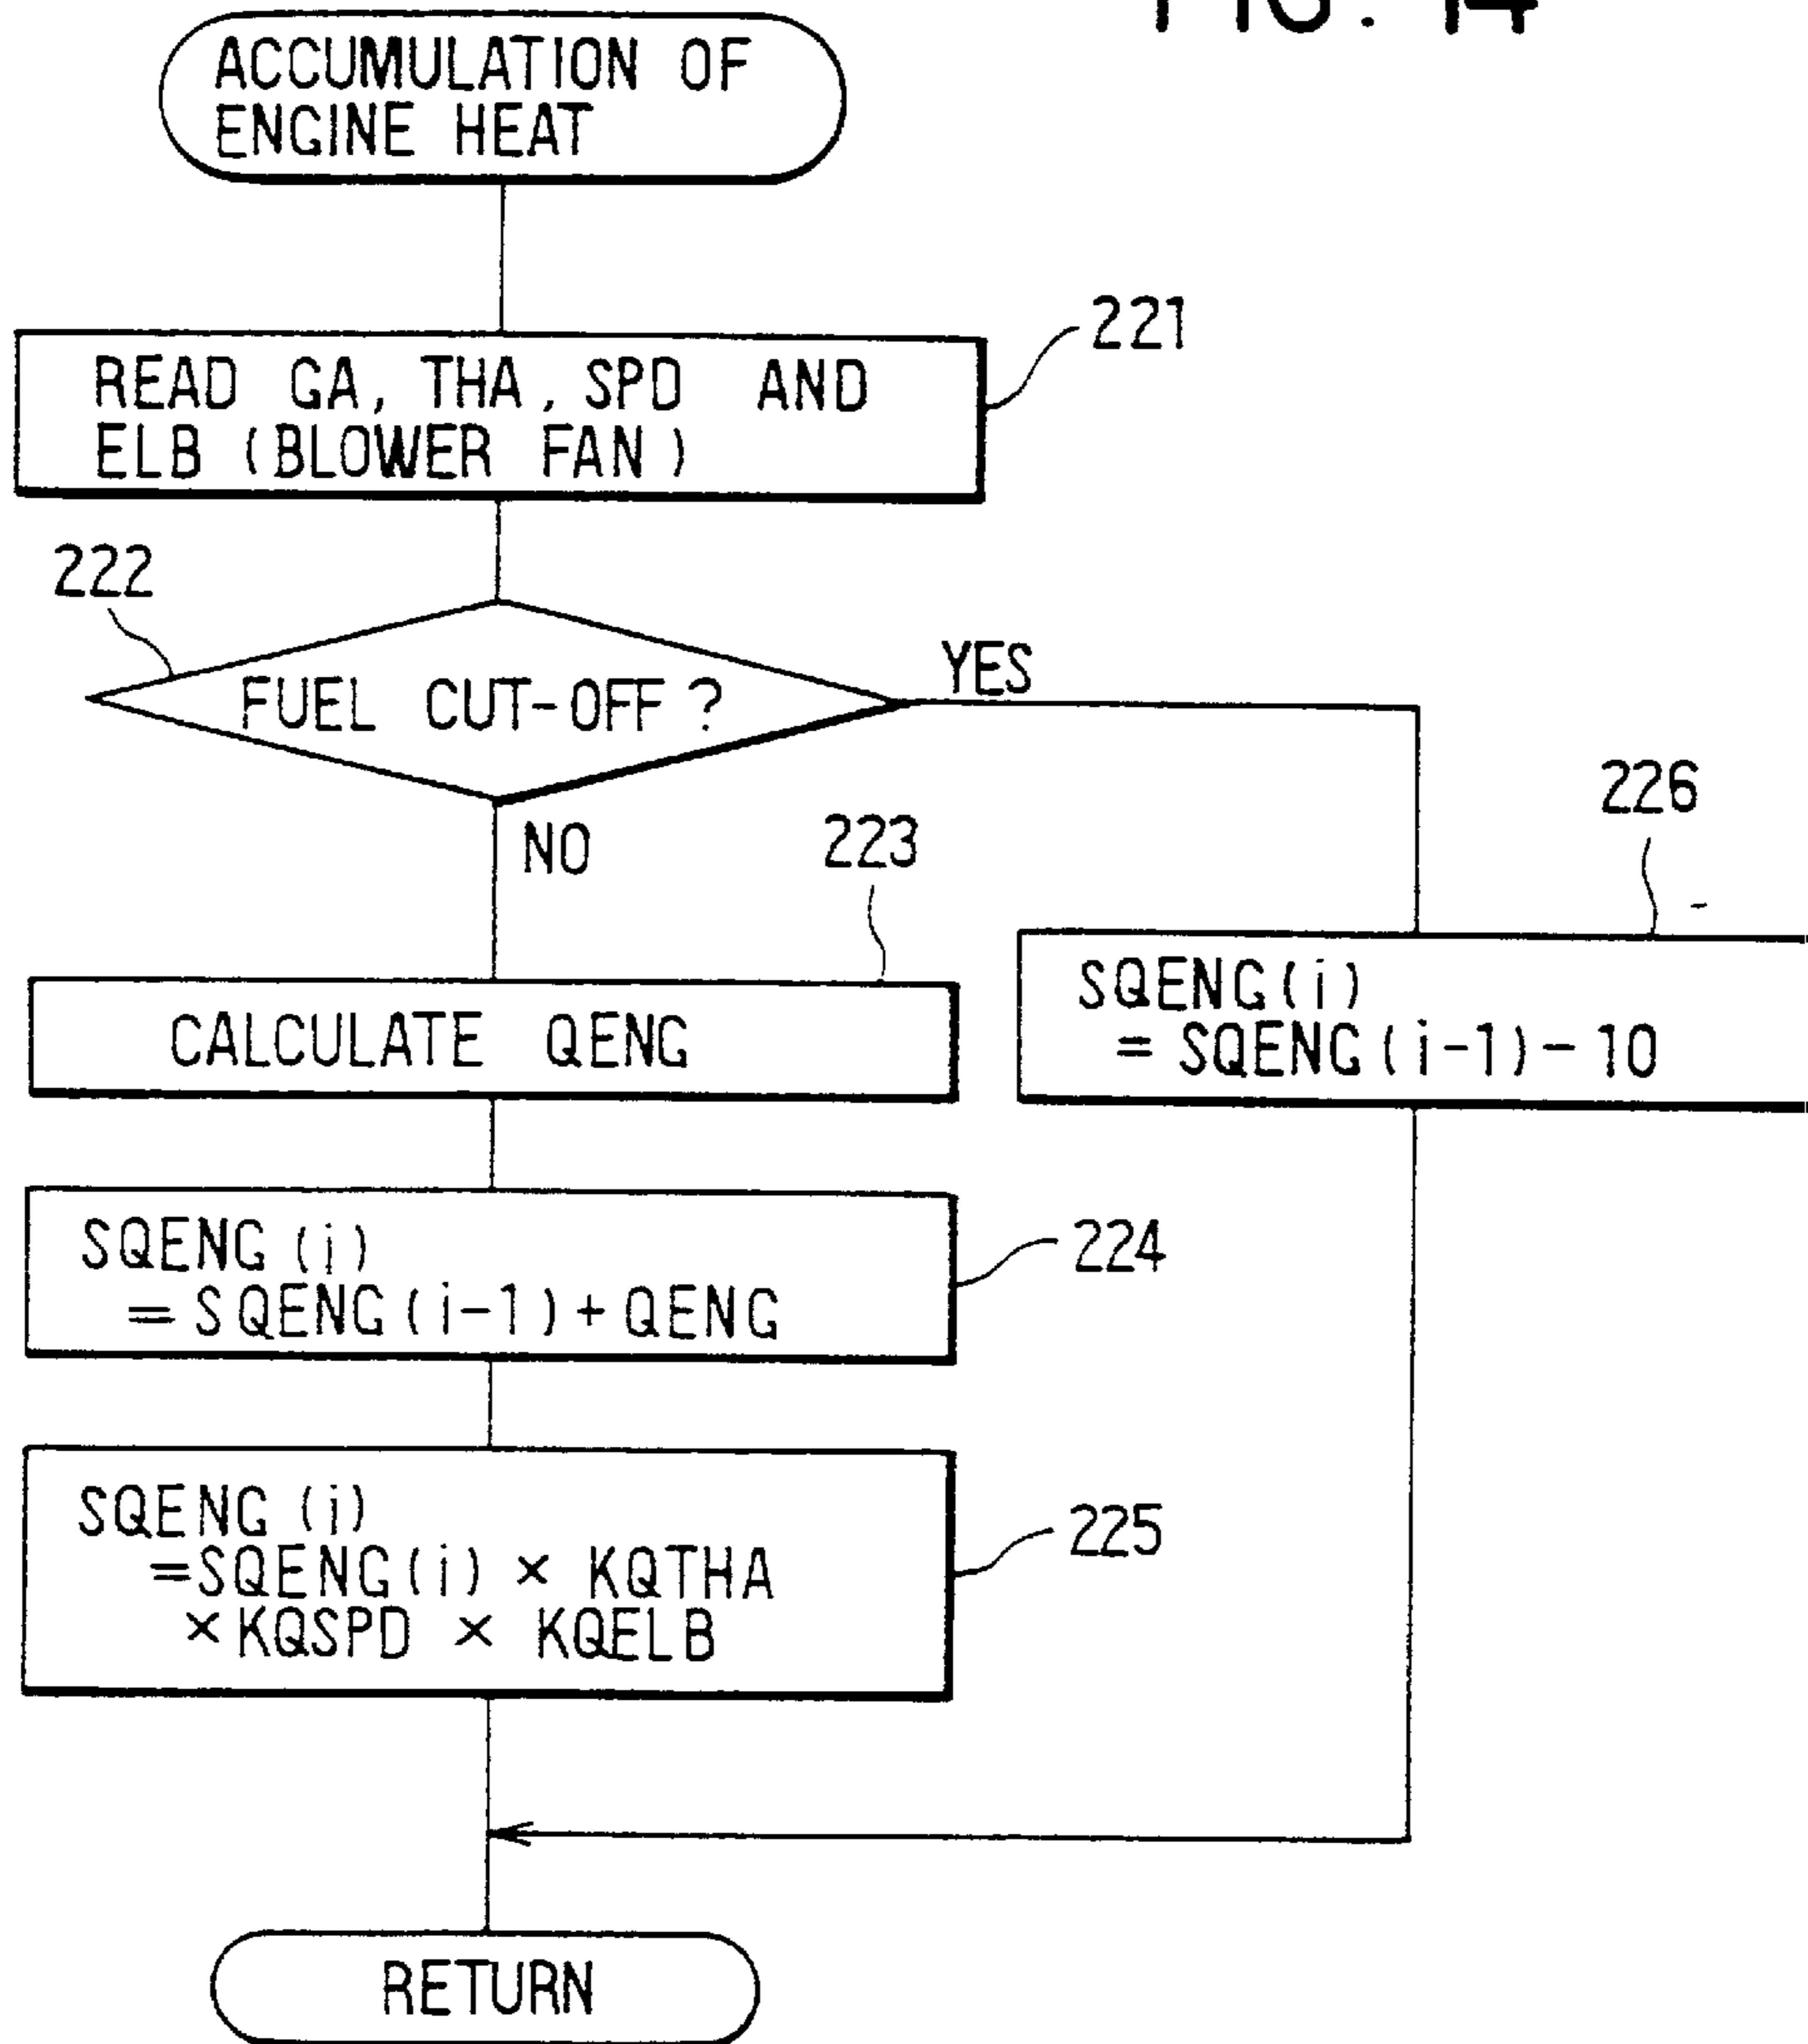 FIG. 14
ACCUMULATION OF
ENGINE HEAT
221
READ GA, THA, SPD AND
ELB (BLOWER FAN)
222
FUEL CUT-OFF ?
YES
NO
223
226
CALCULATE QENG
SQENG(i)
= SQENG(i-1)- 10
SQENG (i)
= SQENG(i-1)+QENG
224
SQENG (i)
=SQENG(i) × KQTHA
× KQSPD × KQELB
225
RETURN